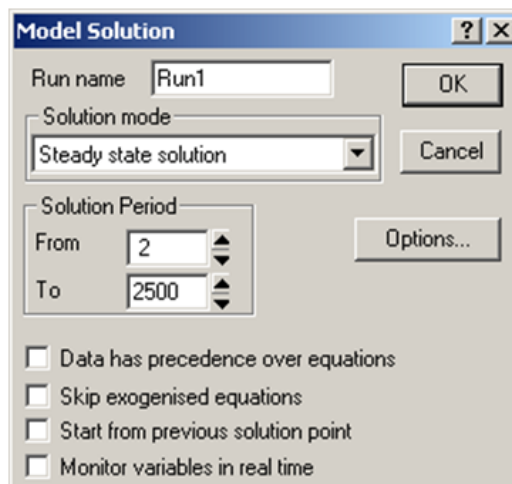 Model Solution
Run name Run1
OK
Solution mode
Steady state solution
Cancel
Solution Period
From 2
Options...
To 2500
Data has precedence over equations
Skip exogenised equations
Start from previous solution point
Monitor variables in real time